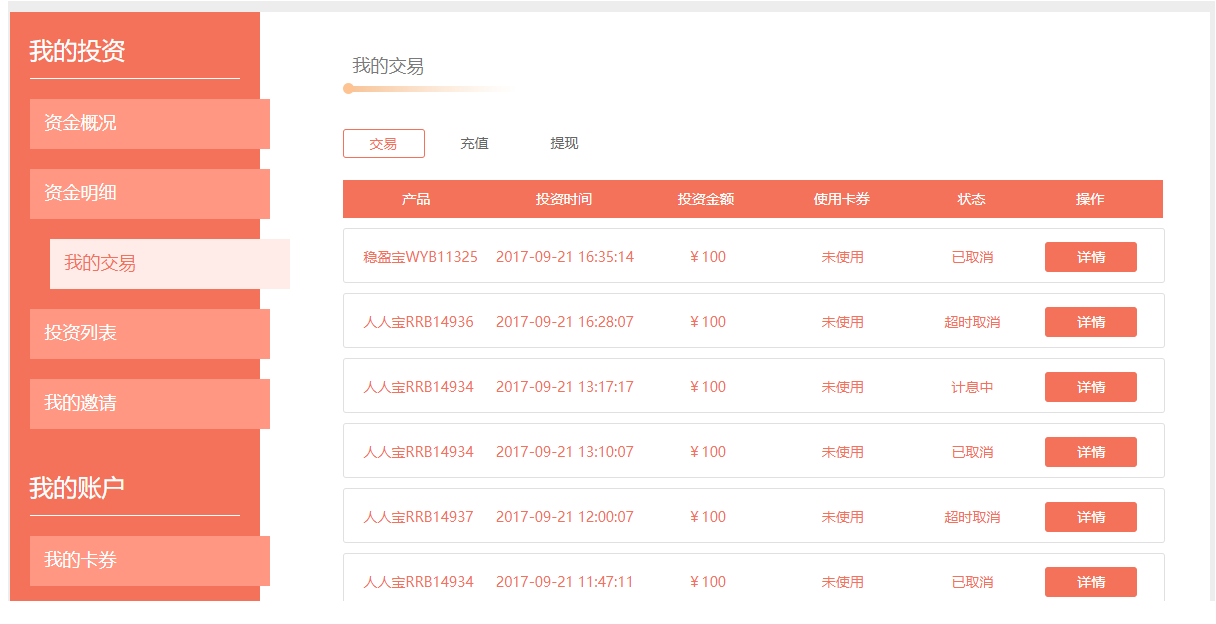 我的投资
资金概况
资金明细
我的交易
投资列表
我的邀请
我的账户
我的卡券
我的交易
交易 充值 提现
产品 投资时间 投资金额 使用卡券 状态 操作
稳盈宝WYB11325 2017-09-21 16:35:14 ¥100 未使用 已取消 详情
人人宝RRB14936 2017-09-21 16:28:07 ¥100 未使用 超时取消 详情
人人宝RRB14934 2017-09-21 13:17:17 ¥100 未使用 计息中 详情
人人宝RRB14934 2017-09-21 13:10:07 ¥100 未使用 已取消 详情
人人宝RRB14937 2017-09-21 12:00:07 ¥100 未使用 超时取消 详情
人人宝RRB14934 2017-09-21 11:47:11 ¥100 未使用 已取消 详情